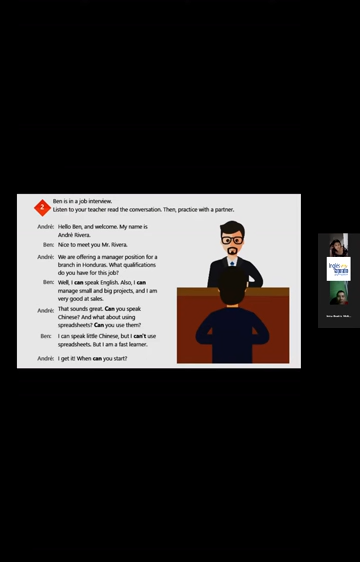 2
Ben is in a job interview.
Listen to your teacher read the conversation. Then, practice with a partner.
André: Hello Ben, and welcome. My name is
André Rivera.
Ben: Nice to meet you Mr. Rivera.
André: We are offering a manager position for a
branch in Honduras. What qualifications
do you have for this job?
Ben: Well, I can speak English. Also, I can
manage small and big projects, and I am
very good at sales.
André: That sounds great. Can you speak
Chinese? And what about using
spreadsheets? Can you use them?
Ben: I can speak little Chinese, but I can't use
spreadsheets. But I am a fast learner.
André: I get it! When can you start?